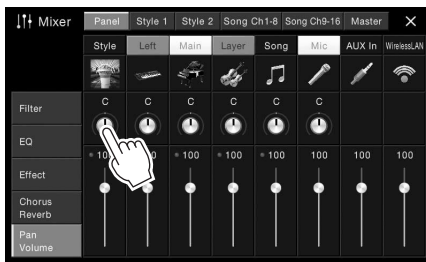 Mixer
Panel Style 1 Style 2 Song Ch1-8 Song Ch9-16 Master
Style Left Main Layer Song Mic AUX In WirelessLAN
Filter
EQ
Effect
Chorus
Reverb
Pan
Volume
C C C C C C
100 100 100 100 100 100 100